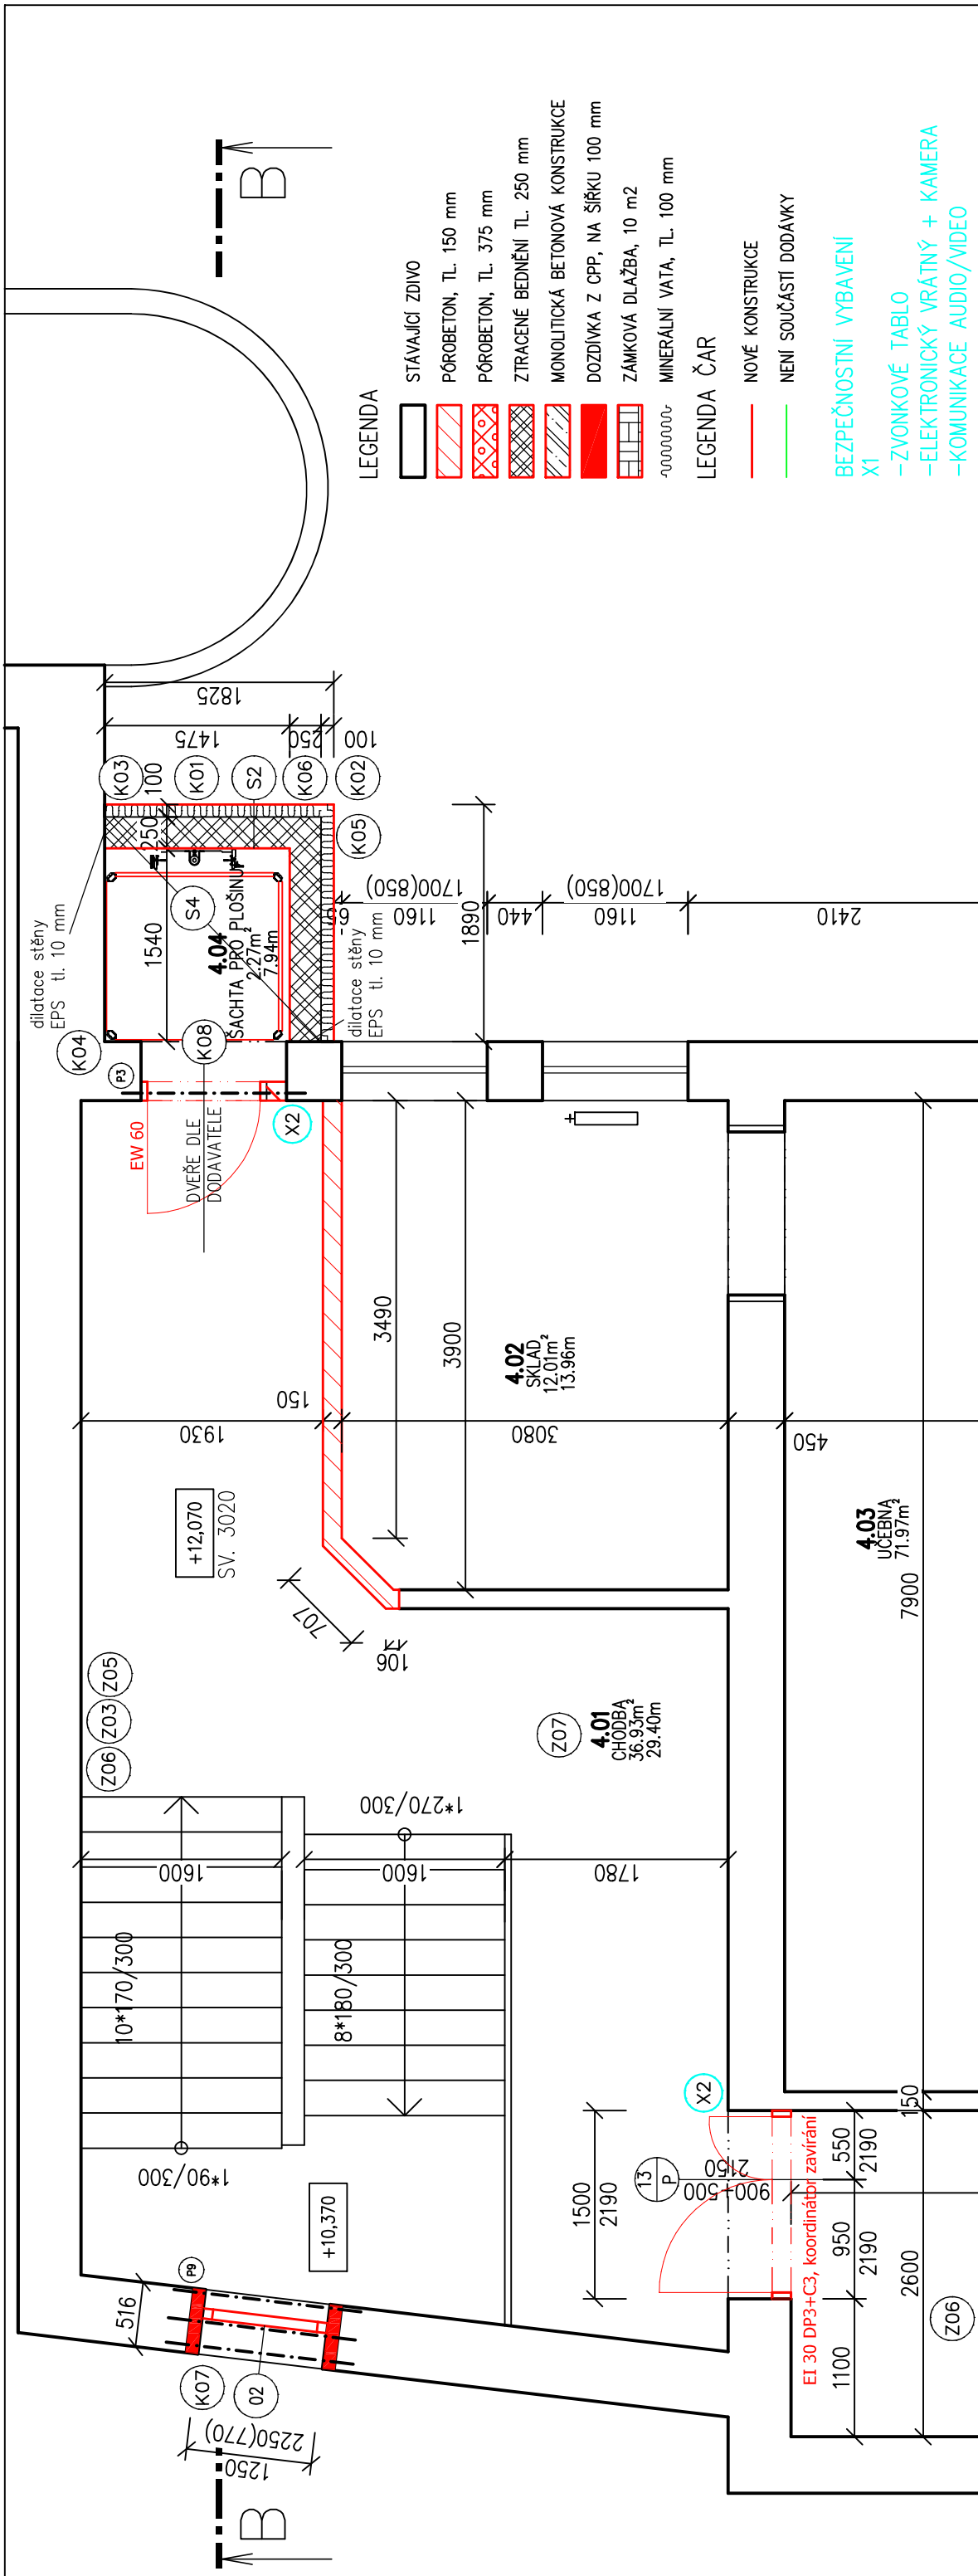 B
B
LEGENDA
STÁVAJÍCÍ ZDIVO
PÓROBETON, TL. 150 mm
PÓROBETON, TL. 375 mm
ZTRACENÉ BEDNĚNÍ TL. 250 mm
MONOLITICKÁ BETONOVÁ KONSTRUKCE
DOZDÍVKA Z CPP, NA ŠÍŘKU 100 mm
ZÁMKOVÁ DLAŽBA, 10 m2
MINERÁLNÍ VATA, TL. 100 mm
LEGENDA ČAR
NOVÉ KONSTRUKCE
NENÍ SOUČÁSTÍ DODÁVKY
BEZPEČNOSTNÍ VYBAVENÍ
X1
-ZVONKOVÉ TABLO
-ELEKTRONICKÝ VRÁTNÝ + KAMERA
-KOMUNIKACE AUDIO/VIDEO
dilatace stěny
EPS tl. 10 mm
K04
K03
K01
S2
K06
K02
K05
100
250
1540
1475
250
100
1825
S4
4.04
ŠACHTA PRO PLOŠINU
2.27m²
7.94m
dilatace stěny
EPS tl. 10 mm
K08
P3
EW 60
DVEŘE DLE
DODAVATELE
X2
1160
1700(850)
440
1160
1700(850)
2410
1890
3490
3900
4.02
SKLAD
12.01m²
13.96m
150
1930
3080
450
+12,070
SV. 3020
707
106
4.03
UČEBNA
71.97m²
7900
Z06
Z03
Z05
Z07
4.01
CHODBA
36.93m²
29.40m
1*270/300
1600
1600
1780
10*170/300
8*180/300
1*90/300
+10,370
516
P9
K07
02
1250
2250(770)
1500
2190
13
P
900+500
2150
X2
EI 30 DP3+C3, koordinátor zavírání
150
550
2190
950
2190
1100
2600
Z06